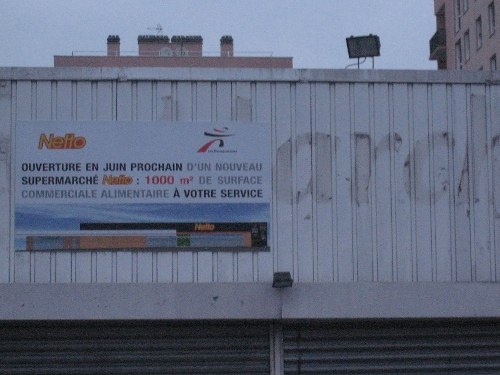 Netto
OUVERTURE EN JUIN PROCHAIN D'UN NOUVEAU
SUPERMARCHÉ Netto : 1000 m² DE SURFACE
COMMERCIALE ALIMENTAIRE À VOTRE SERVICE
Netto